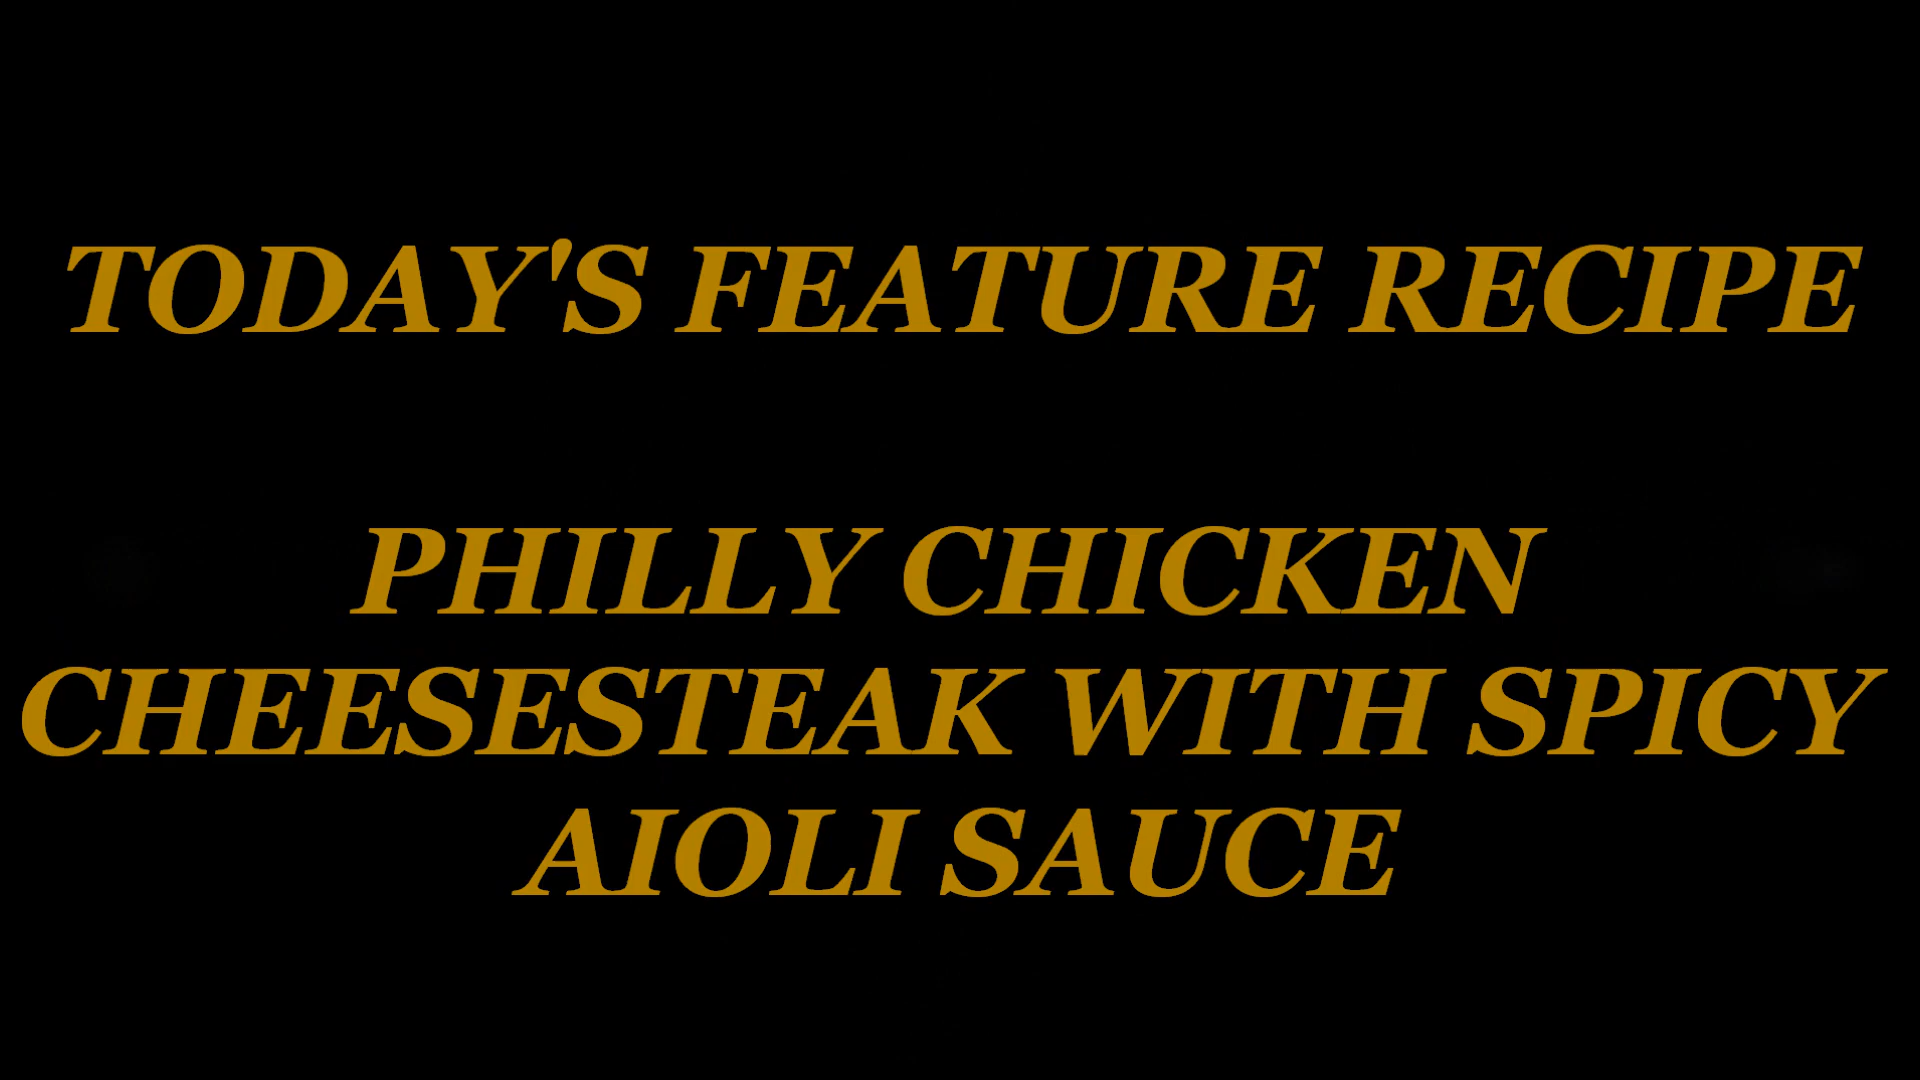 TODAY'S FEATURE RECIPE
PHILLY CHICKEN
CHEESESTEAK WITH SPICY
AIOLI SAUCE